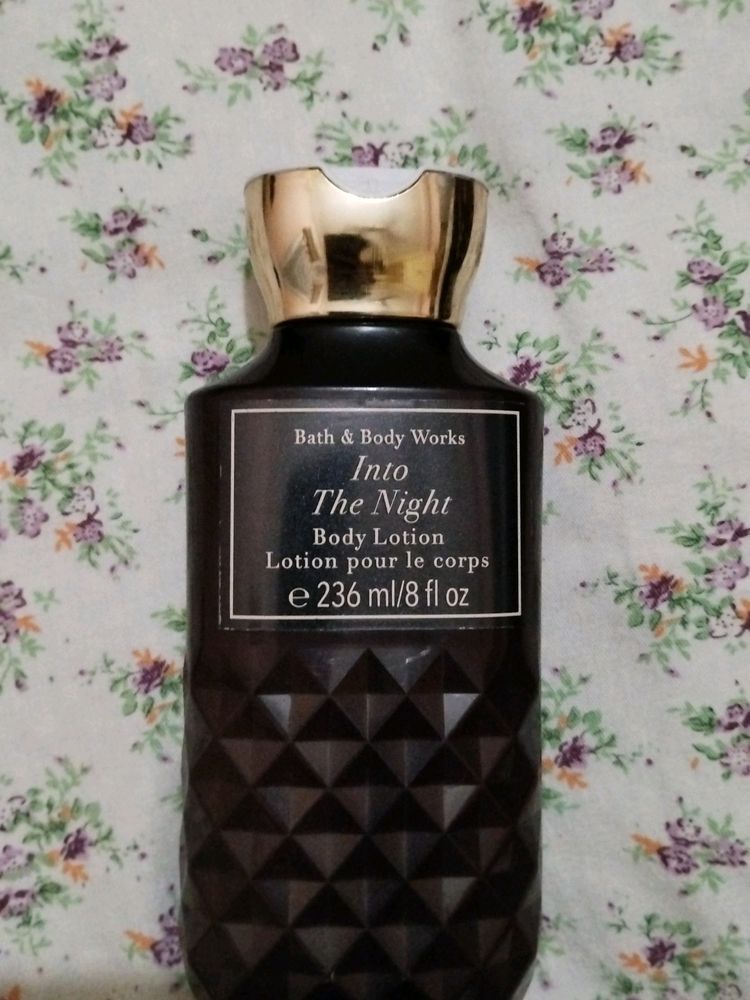 Bath & Body Works
Into
The Night
Body Lotion
Lotion pour le corps
℮ 236 ml/8 fl oz